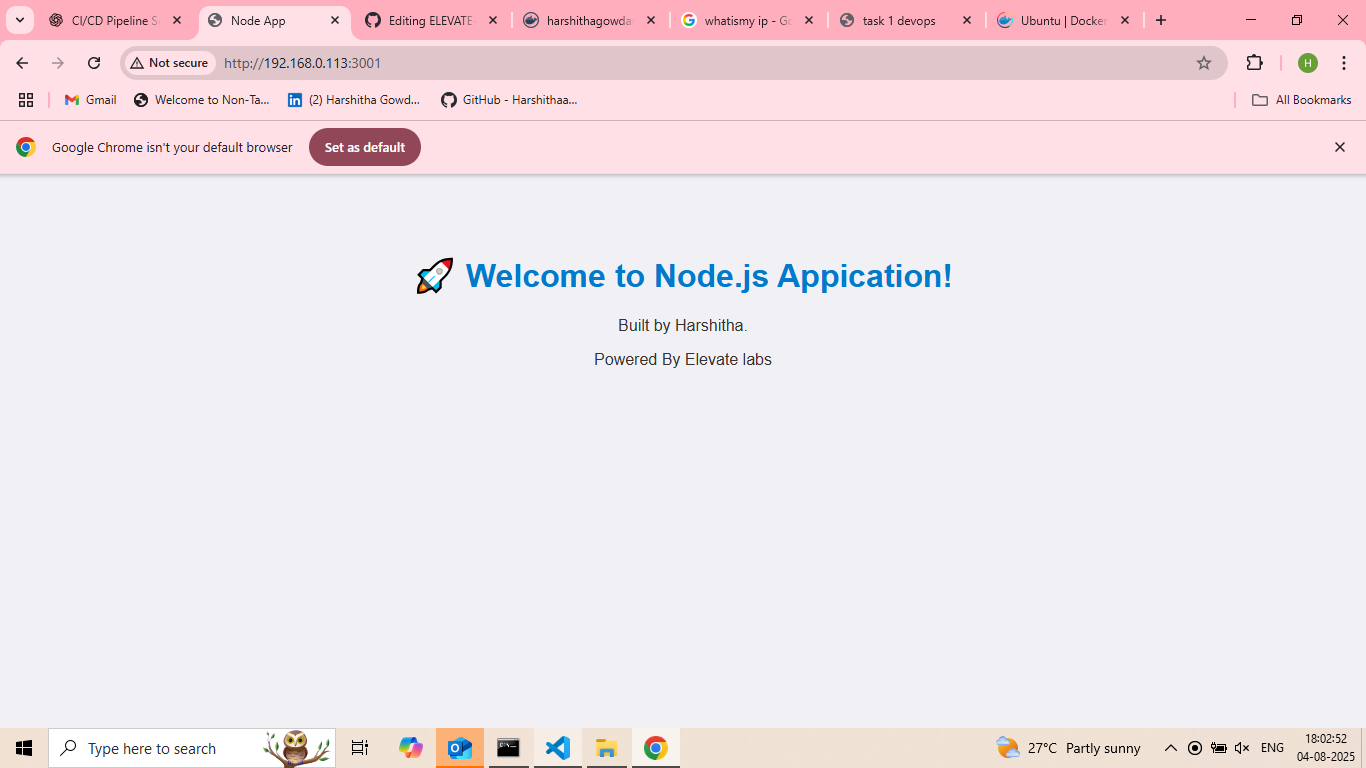 CI/CD Pipeline S
Node App
Editing ELEVATE-
harshithagowda
whatismy ip - Go
task 1 devops
Ubuntu | Docker
Not secure
http://192.168.0.113:3001
H
Gmail
Welcome to Non-Ta...
(2) Harshitha Gowd...
GitHub - Harshithaa...
All Bookmarks
Google Chrome isn't your default browser
Set as default
🚀 Welcome to Node.js Appication!
Built by Harshitha.
Powered By Elevate labs
Type here to search
27°C Partly sunny
ENG
18:02:52
04-08-2025